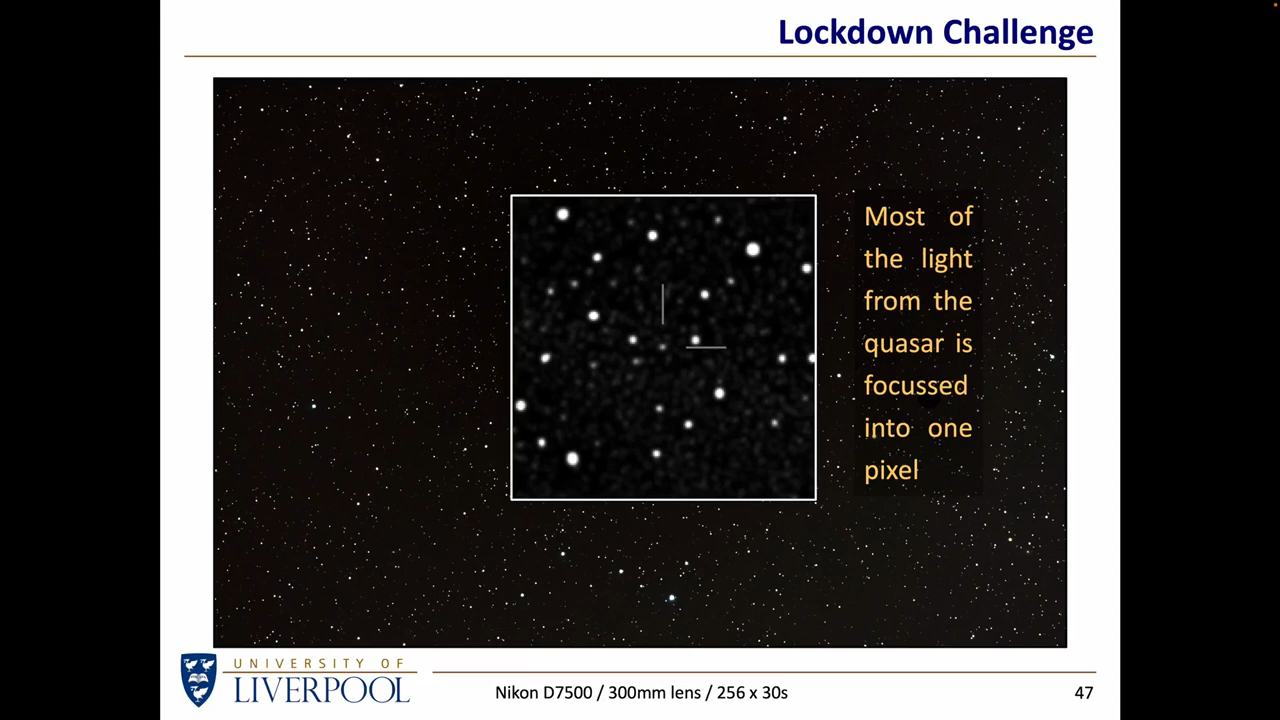 Lockdown Challenge
Most of
the light
from the
quasar is
focussed
into one
pixel
UNIVERSITY OF
LIVERPOOL
Nikon D7500 / 300mm lens / 256 x 30s
47